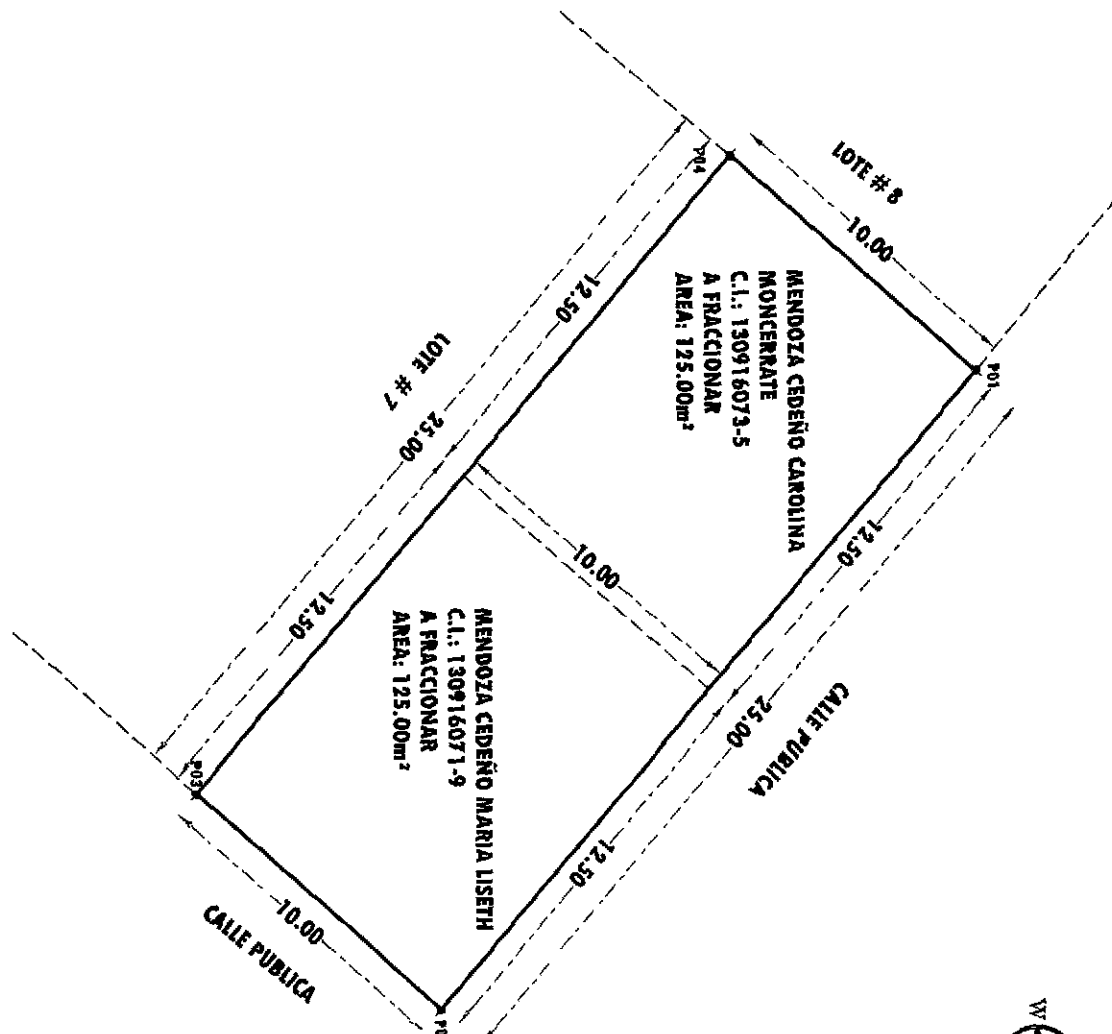 LOTE # 8
10.00
P04
P01
MENDOZA CEDEÑO CAROLINA
MONCERRATE
C.I.: 130916073-5
A FRACCIONAR
AREA: 125.00m²
12.50
12.50
LOTE # 7
25.00
10.00
CALLE PUBLICA
25.00
12.50
12.50
MENDOZA CEDEÑO MARIA LISETH
C.I.: 130916071-9
A FRACCIONAR
AREA: 125.00m²
P03
10.00
CALLE PUBLICA
W